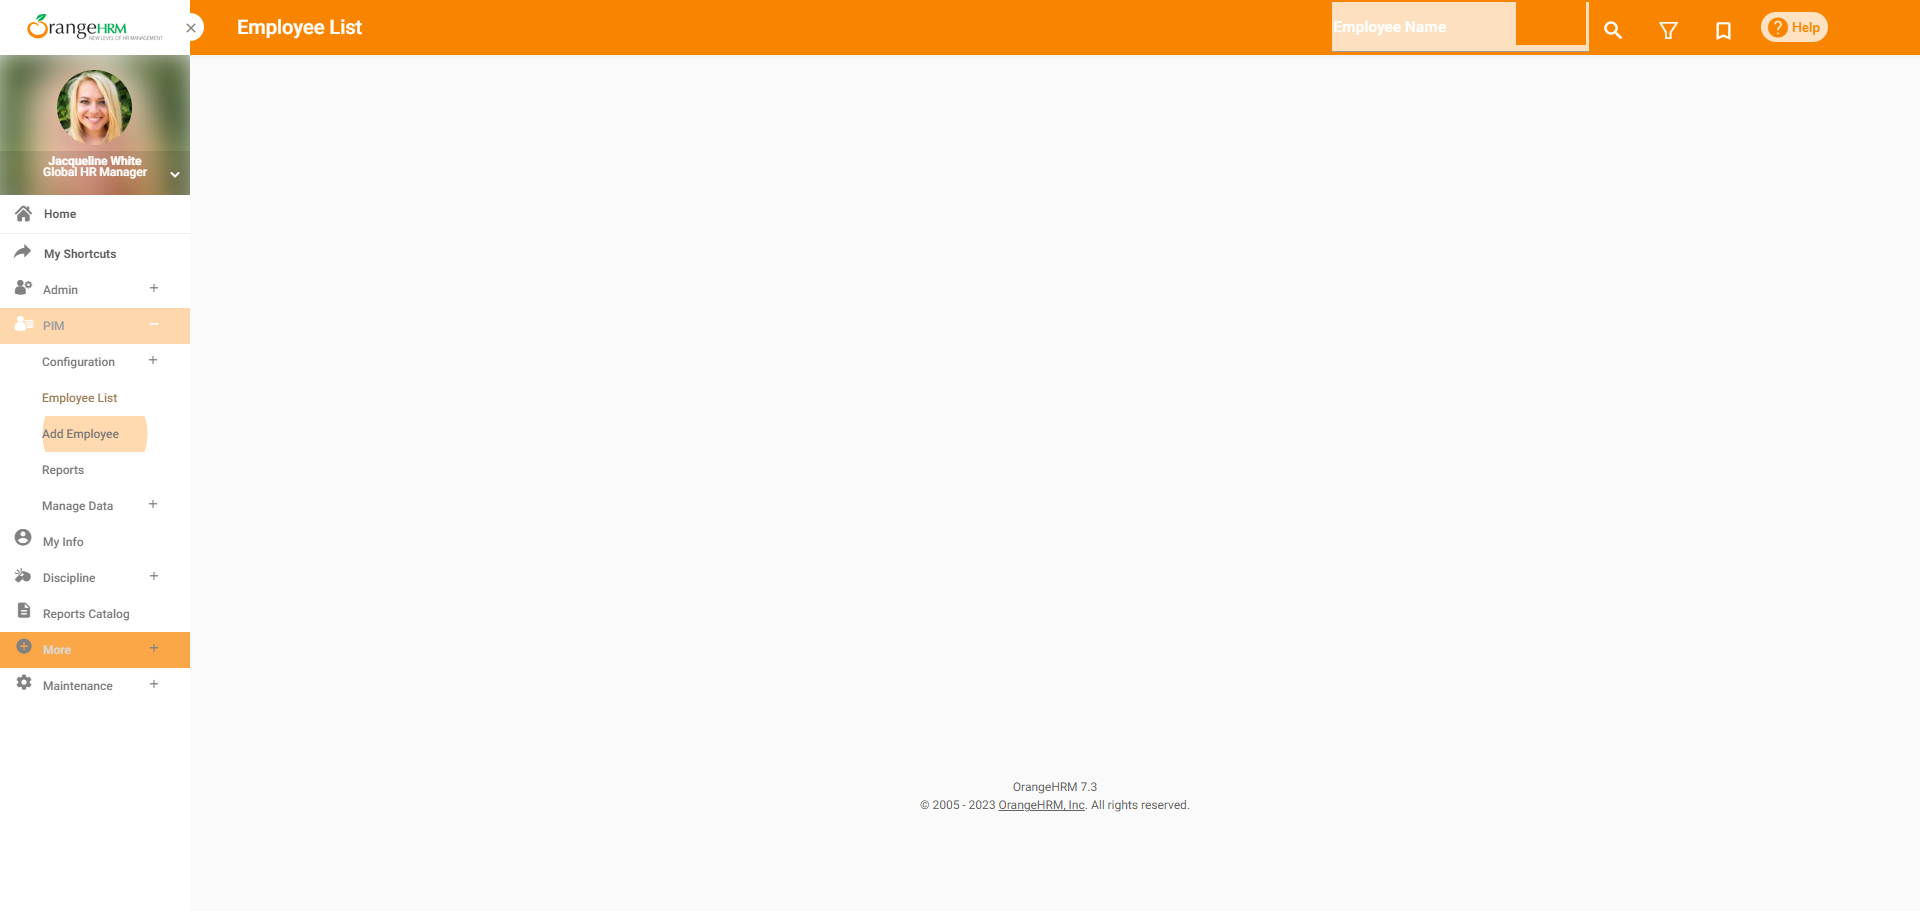 OrangeHRM
NEW LEVEL OF HR MANAGEMENT
Employee List
Employee Name
Help
Jacqueline White
Global HR Manager
Home
My Shortcuts
Admin
PIM
Configuration
Employee List
Add Employee
Reports
Manage Data
My Info
Discipline
Reports Catalog
More
Maintenance
OrangeHRM 7.3
© 2005 - 2023 OrangeHRM, Inc. All rights reserved.